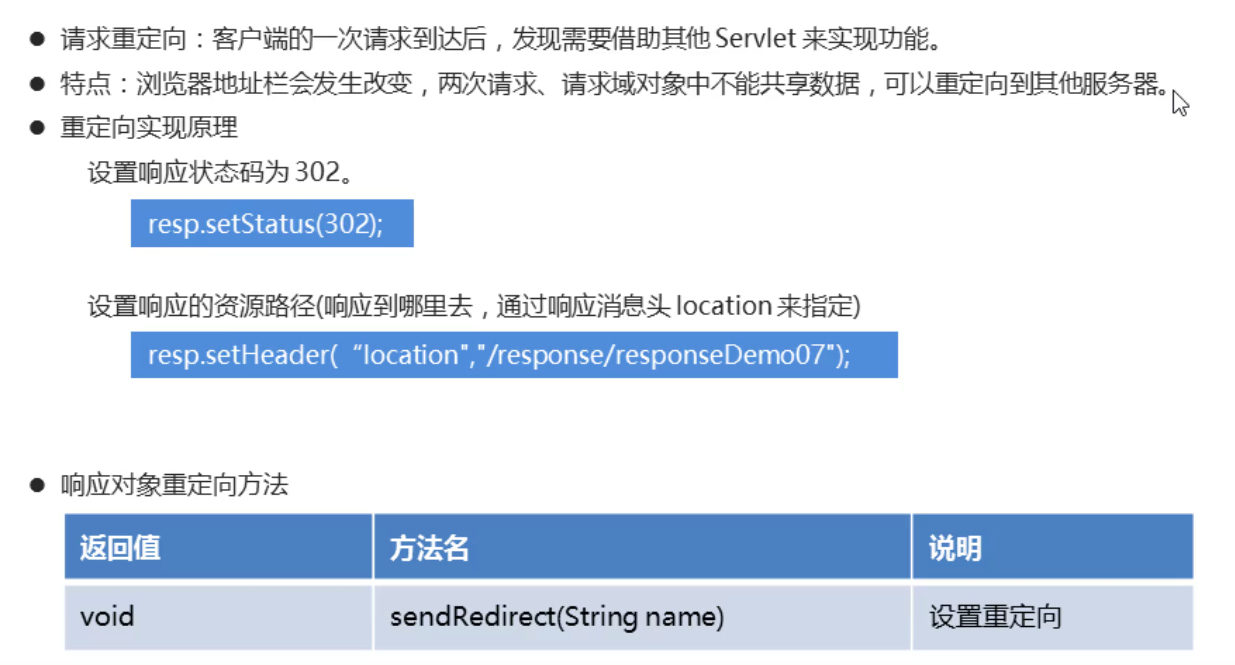 ● 请求重定向：客户端的一次请求到达后，发现需要借助其他 Servlet 来实现功能。
● 特点：浏览器地址栏会发生改变，两次请求、请求域对象中不能共享数据，可以重定向到其他服务器。
● 重定向实现原理
设置响应状态码为 302。
resp.setStatus(302);
设置响应的资源路径(响应到哪里去，通过响应消息头 location 来指定)
resp.setHeader( “location","/response/responseDemo07");
● 响应对象重定向方法
返回值 方法名 说明
void sendRedirect(String name) 设置重定向